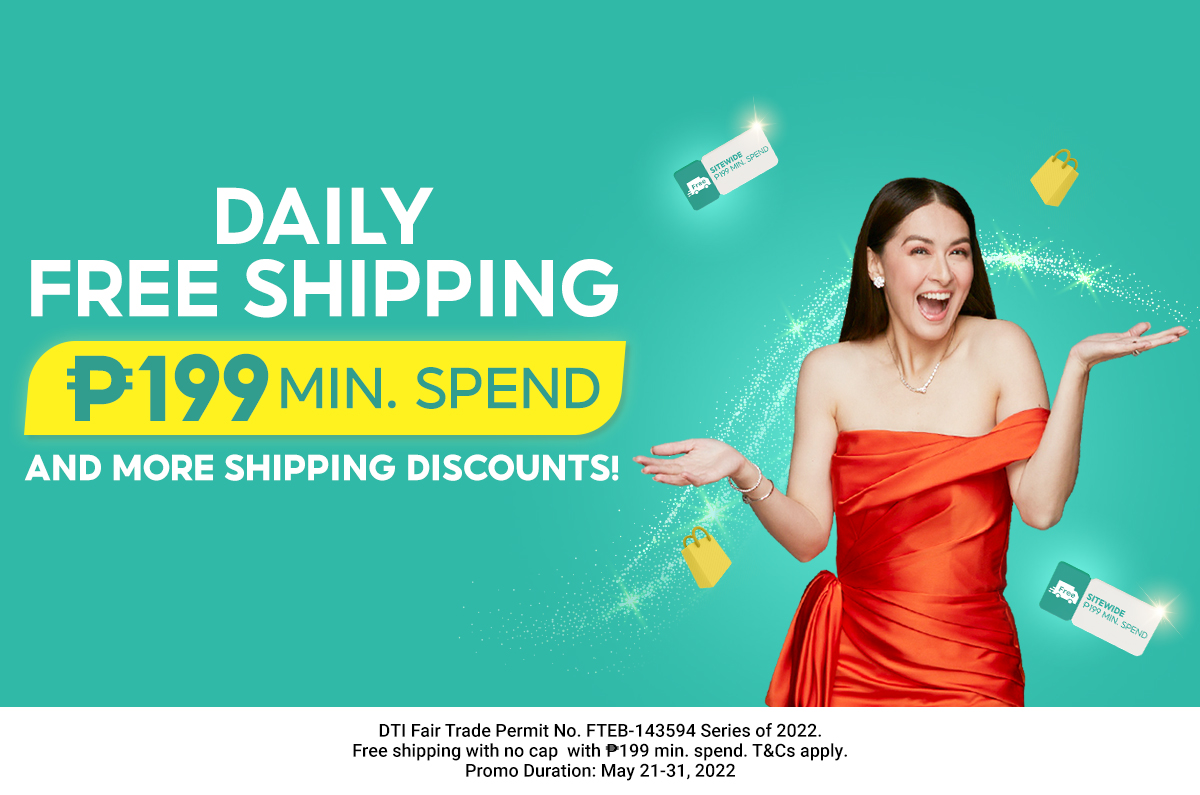 DAILY
FREE SHIPPING
₱199 MIN. SPEND
AND MORE SHIPPING DISCOUNTS!
Free
SITEWIDE
₱199 MIN. SPEND
Free
SITEWIDE
₱199 MIN. SPEND
DTI Fair Trade Permit No. FTEB-143594 Series of 2022.
Free shipping with no cap with ₱199 min. spend. T&Cs apply.
Promo Duration: May 21-31, 2022